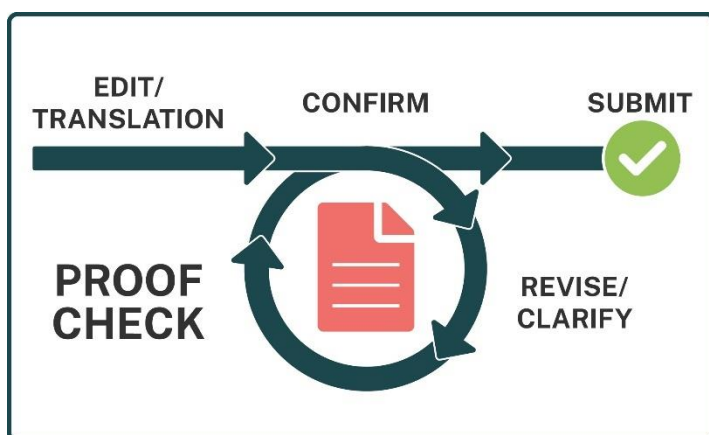 EDIT/
TRANSLATION
CONFIRM
SUBMIT
PROOF
CHECK
REVISE/
CLARIFY